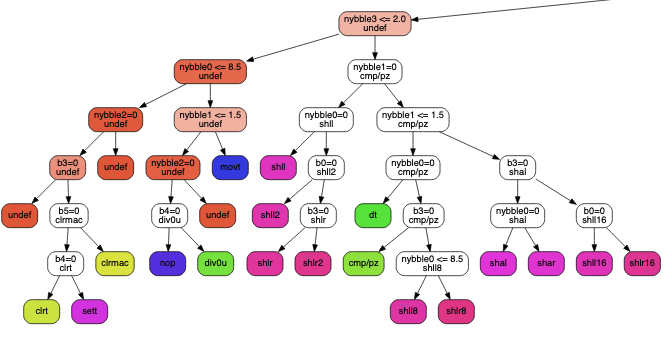 nybble3 <= 2.0
undef
nybble0 <= 8.5
undef
nybble1=0
cmp/pz
nybble2=0
undef
nybble1 <= 1.5
undef
nybble0=0
shll
nybble1 <= 1.5
cmp/pz
b3=0
undef
undef
nybble2=0
undef
movt
shll
b0=0
shll2
nybble0=0
cmp/pz
b3=0
shal
undef
b5=0
clrmac
b4=0
div0u
undef
shll2
b3=0
shlr
dt
b3=0
cmp/pz
nybble0=0
shal
b0=0
shll16
b4=0
clrt
clrmac
nop
div0u
shlr
shlr2
cmp/pz
nybble0 <= 8.5
shll8
shal
shar
shll16
shlr16
clrt
sett
shll8
shlr8